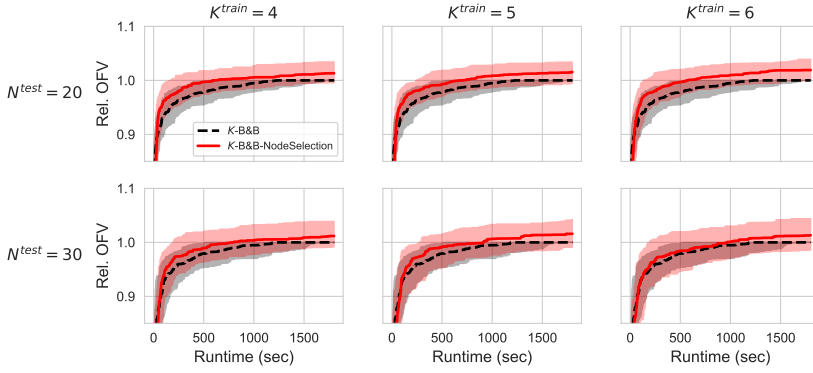 K^train = 4
K^train = 5
K^train = 6
N^test = 20
Rel. OFV
1.1
1.0
0.9
K-B&B
K-B&B-NodeSelection
N^test = 30
Rel. OFV
1.1
1.0
0.9
0 500 1000 1500
0 500 1000 1500
0 500 1000 1500
Runtime (sec)
Runtime (sec)
Runtime (sec)